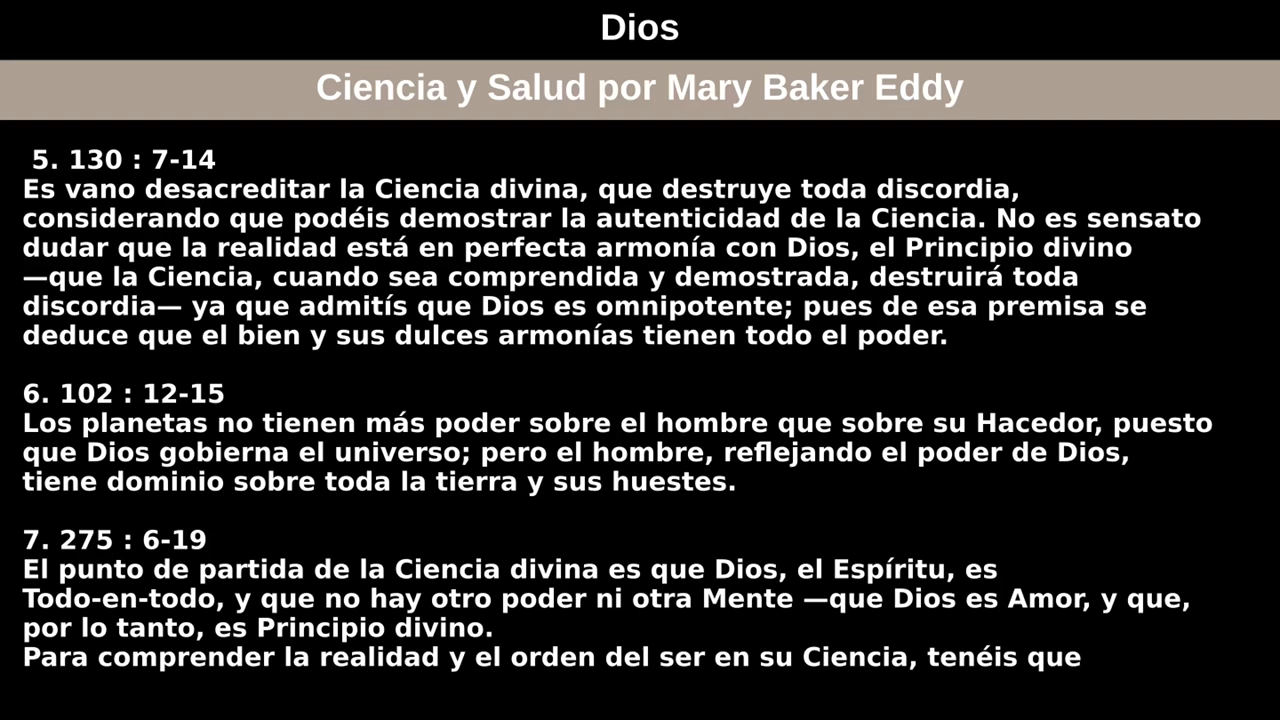 Dios
Ciencia y Salud por Mary Baker Eddy
5. 130 : 7-14
Es vano desacreditar la Ciencia divina, que destruye toda discordia,
considerando que podéis demostrar la autenticidad de la Ciencia. No es sensato
dudar que la realidad está en perfecta armonía con Dios, el Principio divino
—que la Ciencia, cuando sea comprendida y demostrada, destruirá toda
discordia— ya que admitís que Dios es omnipotente; pues de esa premisa se
deduce que el bien y sus dulces armonías tienen todo el poder.
6. 102 : 12-15
Los planetas no tienen más poder sobre el hombre que sobre su Hacedor, puesto
que Dios gobierna el universo; pero el hombre, reflejando el poder de Dios,
tiene dominio sobre toda la tierra y sus huestes.
7. 275 : 6-19
El punto de partida de la Ciencia divina es que Dios, el Espíritu, es
Todo-en-todo, y que no hay otro poder ni otra Mente —que Dios es Amor, y que,
por lo tanto, es Principio divino.
Para comprender la realidad y el orden del ser en su Ciencia, tenéis que